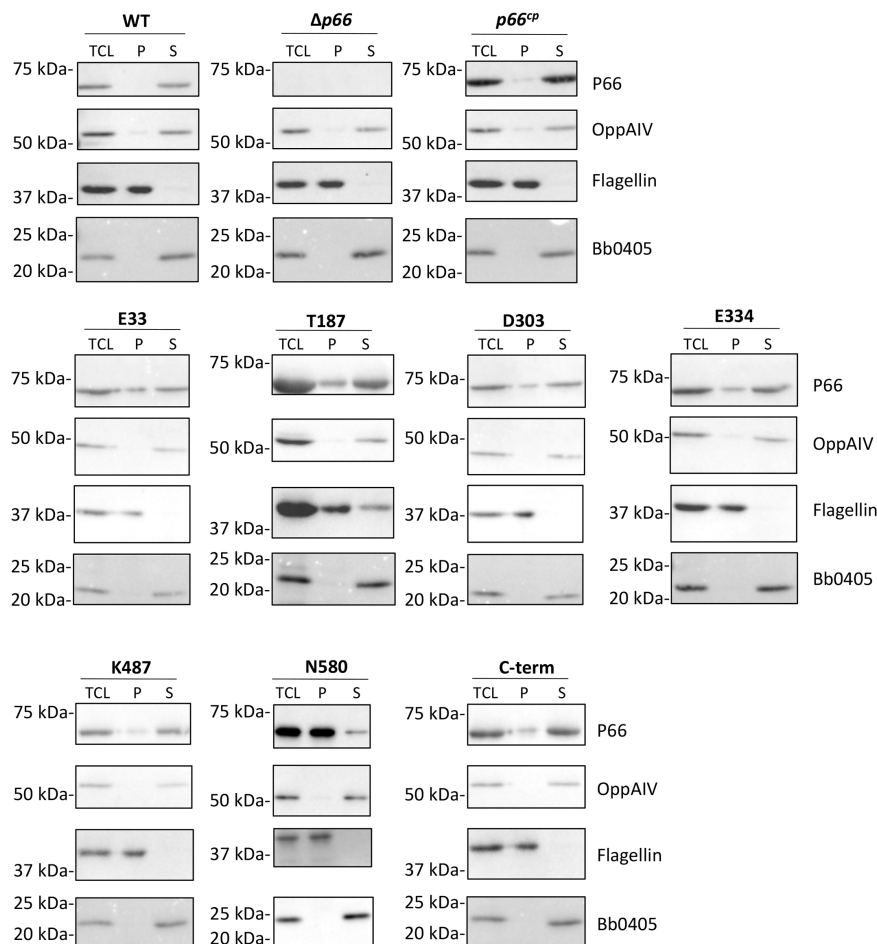 WT Δp66 p66cp
TCL P S TCL P S TCL P S
75 kDa- 75 kDa- 75 kDa- P66
50 kDa- 50 kDa- 50 kDa- OppAIV
37 kDa- 37 kDa- 37 kDa- Flagellin
25 kDa- 25 kDa- 25 kDa- Bb0405
20 kDa- 20 kDa- 20 kDa-
E33 T187 D303 E334
TCL P S TCL P S TCL P S TCL P S
75 kDa- 75 kDa- 75 kDa- 75 kDa- P66
50 kDa- 50 kDa- 50 kDa- 50 kDa- OppAIV
37 kDa- 37 kDa- 37 kDa- 37 kDa- Flagellin
25 kDa- 25 kDa- 25 kDa- 25 kDa- Bb0405
20 kDa- 20 kDa- 20 kDa- 20 kDa-
K487 N580 C-term
TCL P S TCL P S TCL P S
75 kDa- 75 kDa- 75 kDa- P66
50 kDa- 50 kDa- 50 kDa- OppAIV
37 kDa- 37 kDa- 37 kDa- Flagellin
25 kDa- 25 kDa- 25 kDa- Bb0405
20 kDa- 20 kDa- 20 kDa-